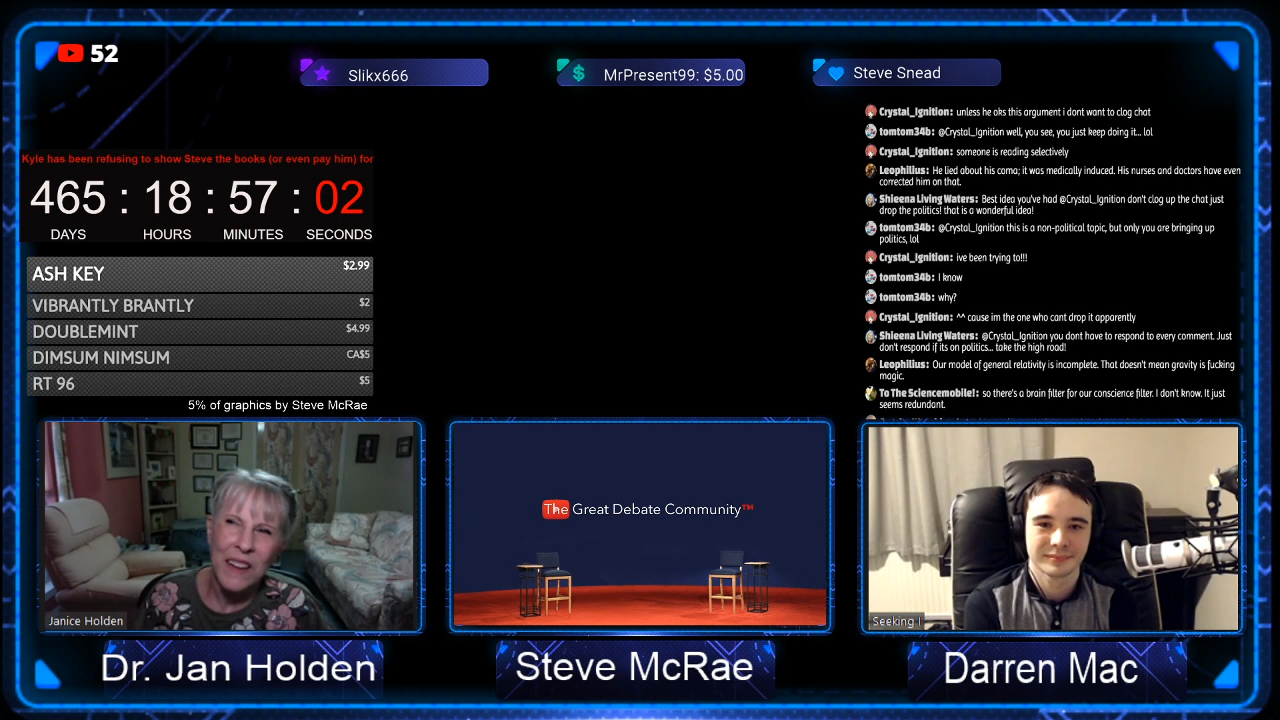 52
Slikx666
MrPresent99: $5.00
Steve Snead
Kyle has been refusing to show Steve the books (or even pay him) for
465 : 18 : 57 : 02
DAYS HOURS MINUTES SECONDS
ASH KEY $2.99
VIBRANTLY BRANTLY $2
DOUBLEMINT $4.99
DIMSUM NIMSUM CA$5
RT 96 $5
5% of graphics by Steve McRae
Crystal_Ignition: unless he oks this argument i dont want to clog chat
tomtom34b: @Crystal_Ignition well, you see, you just keep doing it... lol
Crystal_Ignition: someone is reading selectively
Leophilius: He lied about his coma; it was medically induced. His nurses and doctors have even
corrected him on that.
Shieena Living Waters: Best idea you've had @Crystal_Ignition don't clog up the chat just
drop the politics! that is a wonderful idea!
tomtom34b: @Crystal_Ignition this is a non-political topic, but only you are bringing up
politics, lol
Crystal_Ignition: ive been trying to!!!
tomtom34b: I know
tomtom34b: why?
Crystal_Ignition: ^^ cause im the one who cant drop it apparently
Shieena Living Waters: @Crystal_Ignition you dont have to respond to every comment. Just
don't respond if its on politics... take the high road!
Leophilius: Our model of general relativity is incomplete. That doesn't mean gravity is fucking
magic.
To The Sciencemobile!: so there's a brain filter for our conscience filter. I don't know. It just
seems redundant.
Janice Holden
The Great Debate Community™
Seeking I
Dr. Jan Holden
Steve McRae
Darren Mac